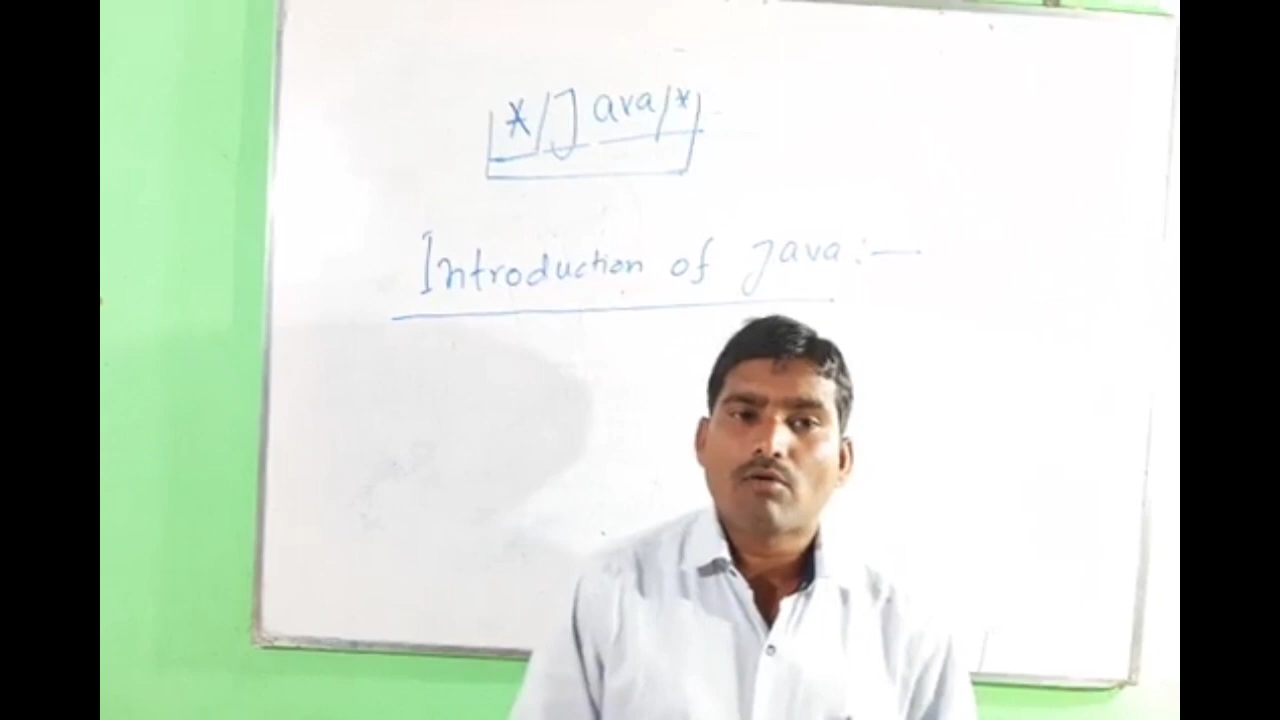 */Java/*
Introduction of Java:—